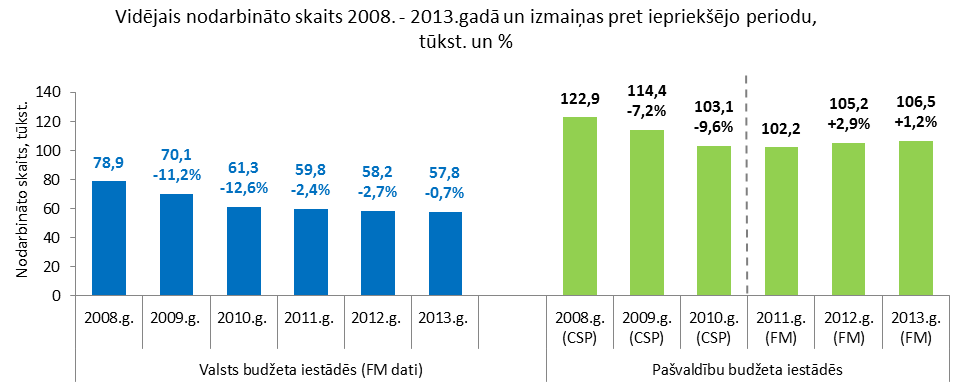 Vidējais nodarbināto skaits 2008. - 2013.gadā un izmaiņas pret iepriekšējo periodu,
tūkst. un %
Nodarbināto skaits, tūkst.
140
120
100
80
60
40
20
0
78,9
70,1
-11,2%
61,3
-12,6%
59,8
-2,4%
58,2
-2,7%
57,8
-0,7%
122,9
114,4
-7,2%
103,1
-9,6%
102,2
105,2
+2,9%
106,5
+1,2%
2008.g.
2009.g.
2010.g.
2011.g.
2012.g.
2013.g.
2008.g.
(CSP)
2009.g.
(CSP)
2010.g.
(CSP)
2011.g.
(FM)
2012.g.
(FM)
2013.g.
(FM)
Valsts budžeta iestādēs (FM dati)
Pašvaldību budžeta iestādēs